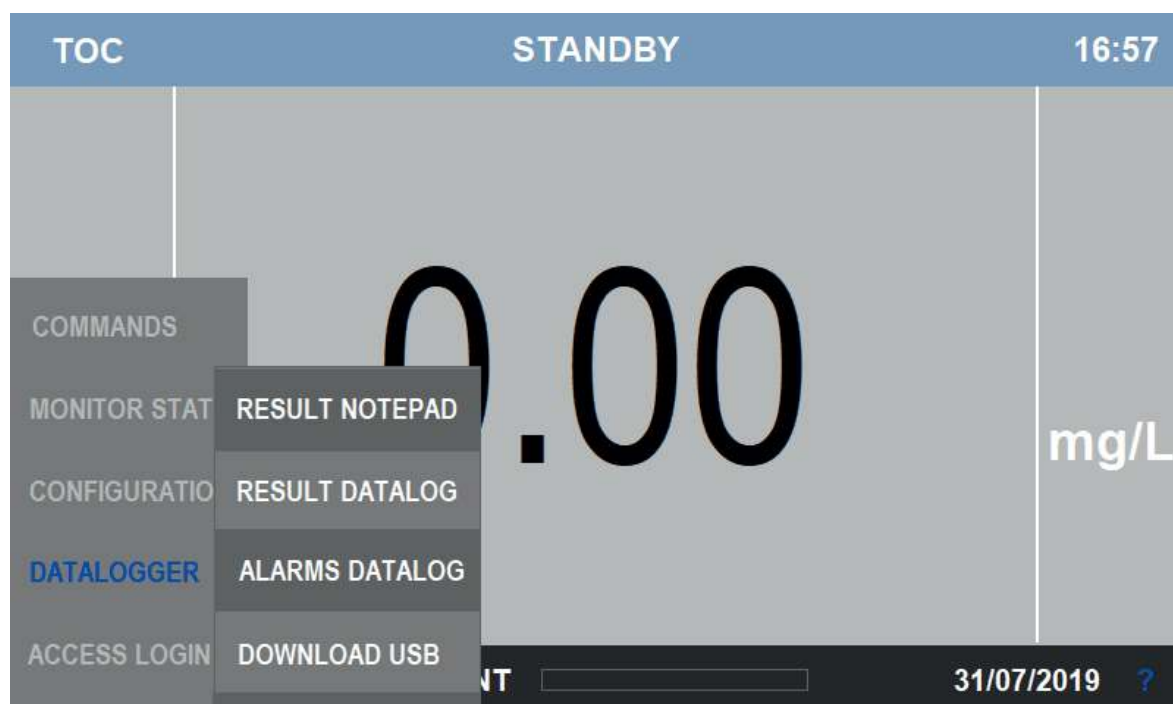 TOC STANDBY 16:57
0.00
mg/L
COMMANDS
MONITOR STAT
CONFIGURATIO
DATALOGGER
ACCESS LOGIN
RESULT NOTEPAD
RESULT DATALOG
ALARMS DATALOG
DOWNLOAD USB
NT 31/07/2019 ?